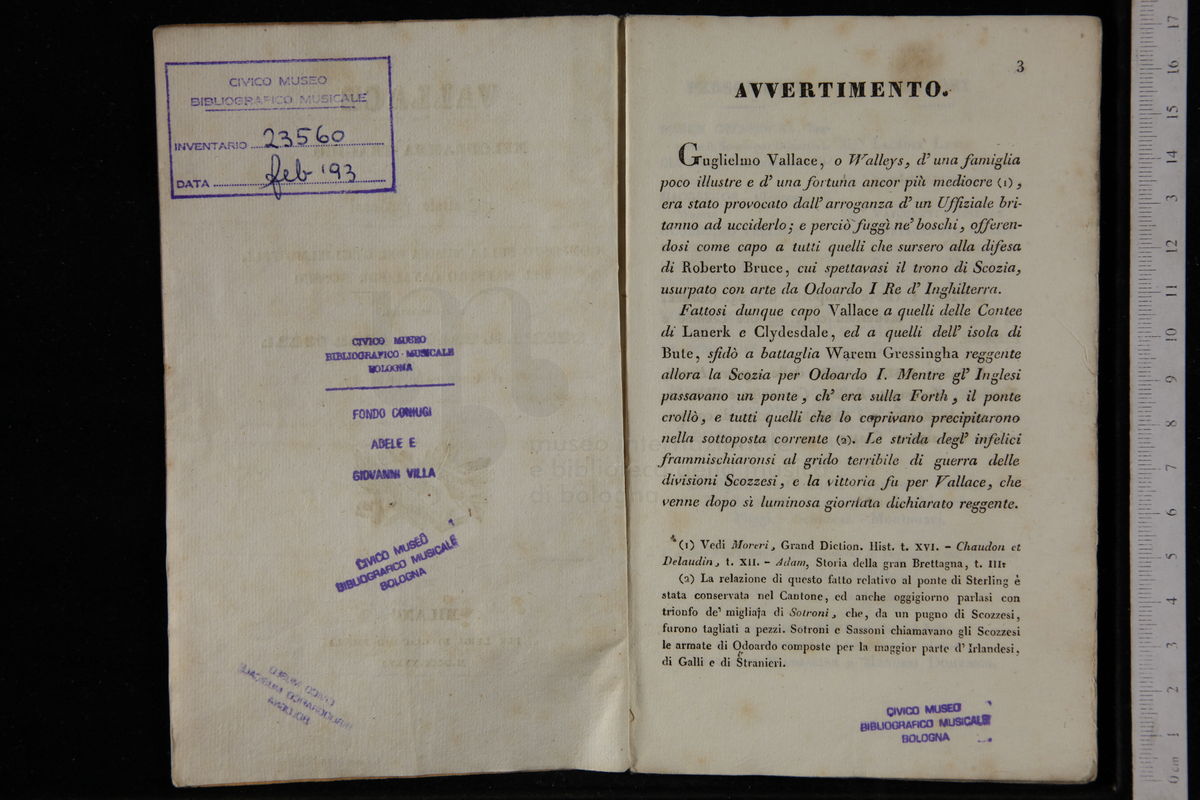 CIVICO MUSEO
BIBLIOGRAFICO MUSICALE
INVENTARIO 23560
DATA feb '93
CIVICO MUSEO
BIBLIOGRAFICO - MUSICALE
BOLOGNA
FONDO CONIUGI
ADELE E
GIOVANNI VILLA
CIVICO MUSEO
BIBLIOGRAFICO MUSICALE
BOLOGNA
3
AVVERTIMENTO.
Guglielmo Vallace, o Walleys, d' una famiglia
poco illustre e d' una fortuna ancor più mediocre (1),
era stato provocato dall' arroganza d' un Uffiziale bri-
tanno ad ucciderlo; e perciò fuggì ne' boschi, offeren-
dosi come capo a tutti quelli che sursero alla difesa
di Roberto Bruce, cui spettavasi il trono di Scozia,
usurpato con arte da Odoardo I Re d' Inghilterra.
Fattosi dunque capo Vallace a quelli delle Contee
di Lanerk e Clydesdale, ed a quelli dell' isola di
Bute, sfidò a battaglia Warem Gressingha reggente
allora la Scozia per Odoardo I. Mentre gl' Inglesi
passavano un ponte, ch' era sulla Forth, il ponte
crollò, e tutti quelli che lo coprivano precipitarono
nella sottoposta corrente (2). Le strida degl' infelici
frammischiaronsi al grido terribile di guerra delle
divisioni Scozzesi, e la vittoria fu per Vallace, che
venne dopo sì luminosa giornata dichiarato reggente.
(1) Vedi Moreri, Grand Diction. Hist. t. XVI. - Chaudon et
Delaudin, t. XII. - Adam, Storia della gran Brettagna, t. III.
(2) La relazione di questo fatto relativo al ponte di Sterling è
stata conservata nel Cantone, ed anche oggigiorno parlasi con
trionfo de' migliaja di Sotroni, che, da un pugno di Scozzesi,
furono tagliati a pezzi. Sotroni e Sassoni chiamavano gli Scozzesi
le armate di Odoardo composte per la maggior parte d' Irlandesi,
di Galli e di Stranieri.
CIVICO MUSEO
BIBLIOGRAFICO MUSICALE
BOLOGNA